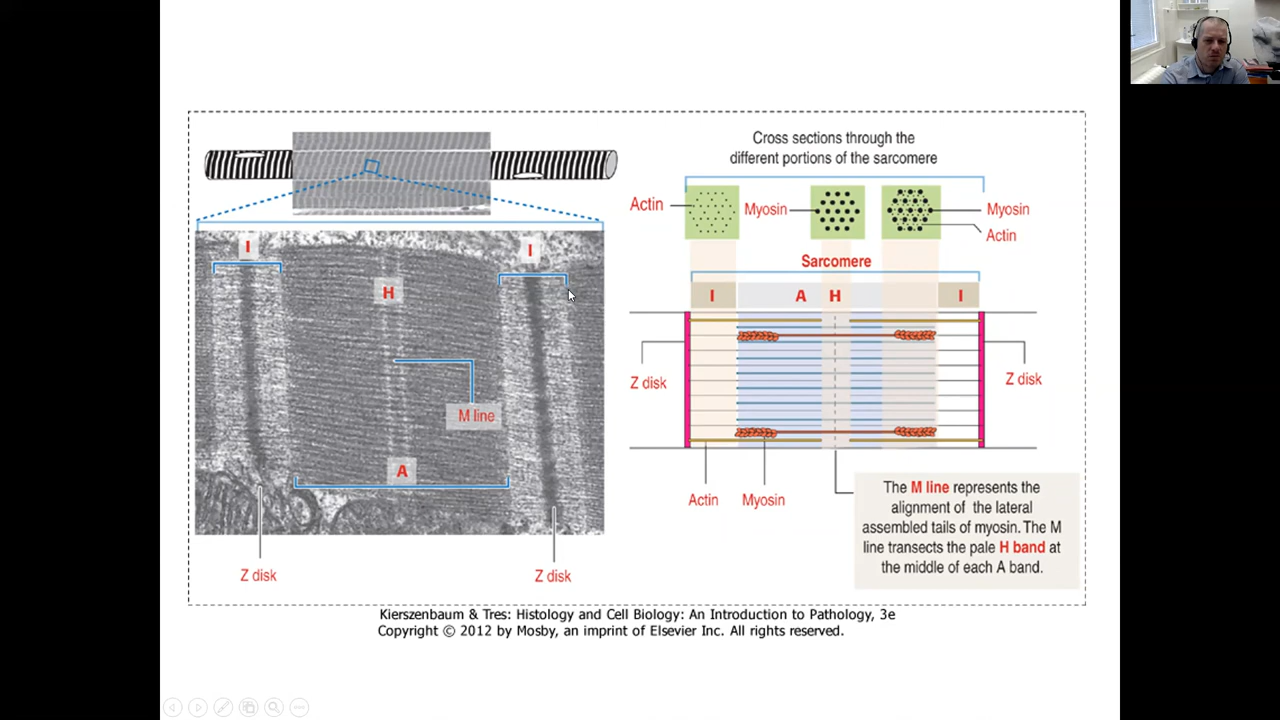 I
I
H
M line
A
Z disk
Z disk
Cross sections through the
different portions of the sarcomere
Actin
Myosin
Myosin
Actin
Sarcomere
I
A
H
I
Z disk
Z disk
Actin
Myosin
The M line represents the
alignment of the lateral
assembled tails of myosin. The M
line transects the pale H band at
the middle of each A band.
Kierszenbaum & Tres: Histology and Cell Biology: An Introduction to Pathology, 3e
Copyright © 2012 by Mosby, an imprint of Elsevier Inc. All rights reserved.